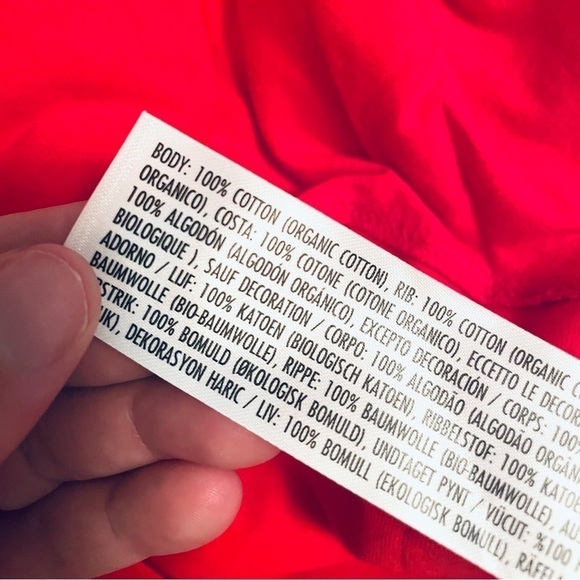 BODY: 100% COTTON (ORGANIC COTTON), RIB: 100% COTTON (ORGANIC
ORGANICO), COSTA: 100% COTONE (COTONE ORGANICO), ECCETTO LE DECOR
100% ALGODÓN (ALGODÓN ORGÁNICO), EXCEPTO DECORACIÓN / CORPS: 100
BIOLOGIQUE ), SAUF DECORATION / CORPO: 100% ALGODÃO (ALGODÃO ORGÂN
ADORNO / LIJF: 100% KATOEN (BIOLOGISCH KATOEN), RIBBELSTOF: 100% KATO
BAUMWOLLE (BIO-BAUMWOLLE), RIPPE: 100% BAUMWOLLE (BIO-BAUMWOLLE), AU
STRIK: 100% BOMULD (ØKOLOGISK BOMULD), UNDTAGET PYNT / VÜCUT: %100
UK), DEKORASYON HARIC / LIV: 100% BOMULL (EKOLOGISK BOMULL), RÄFFEL